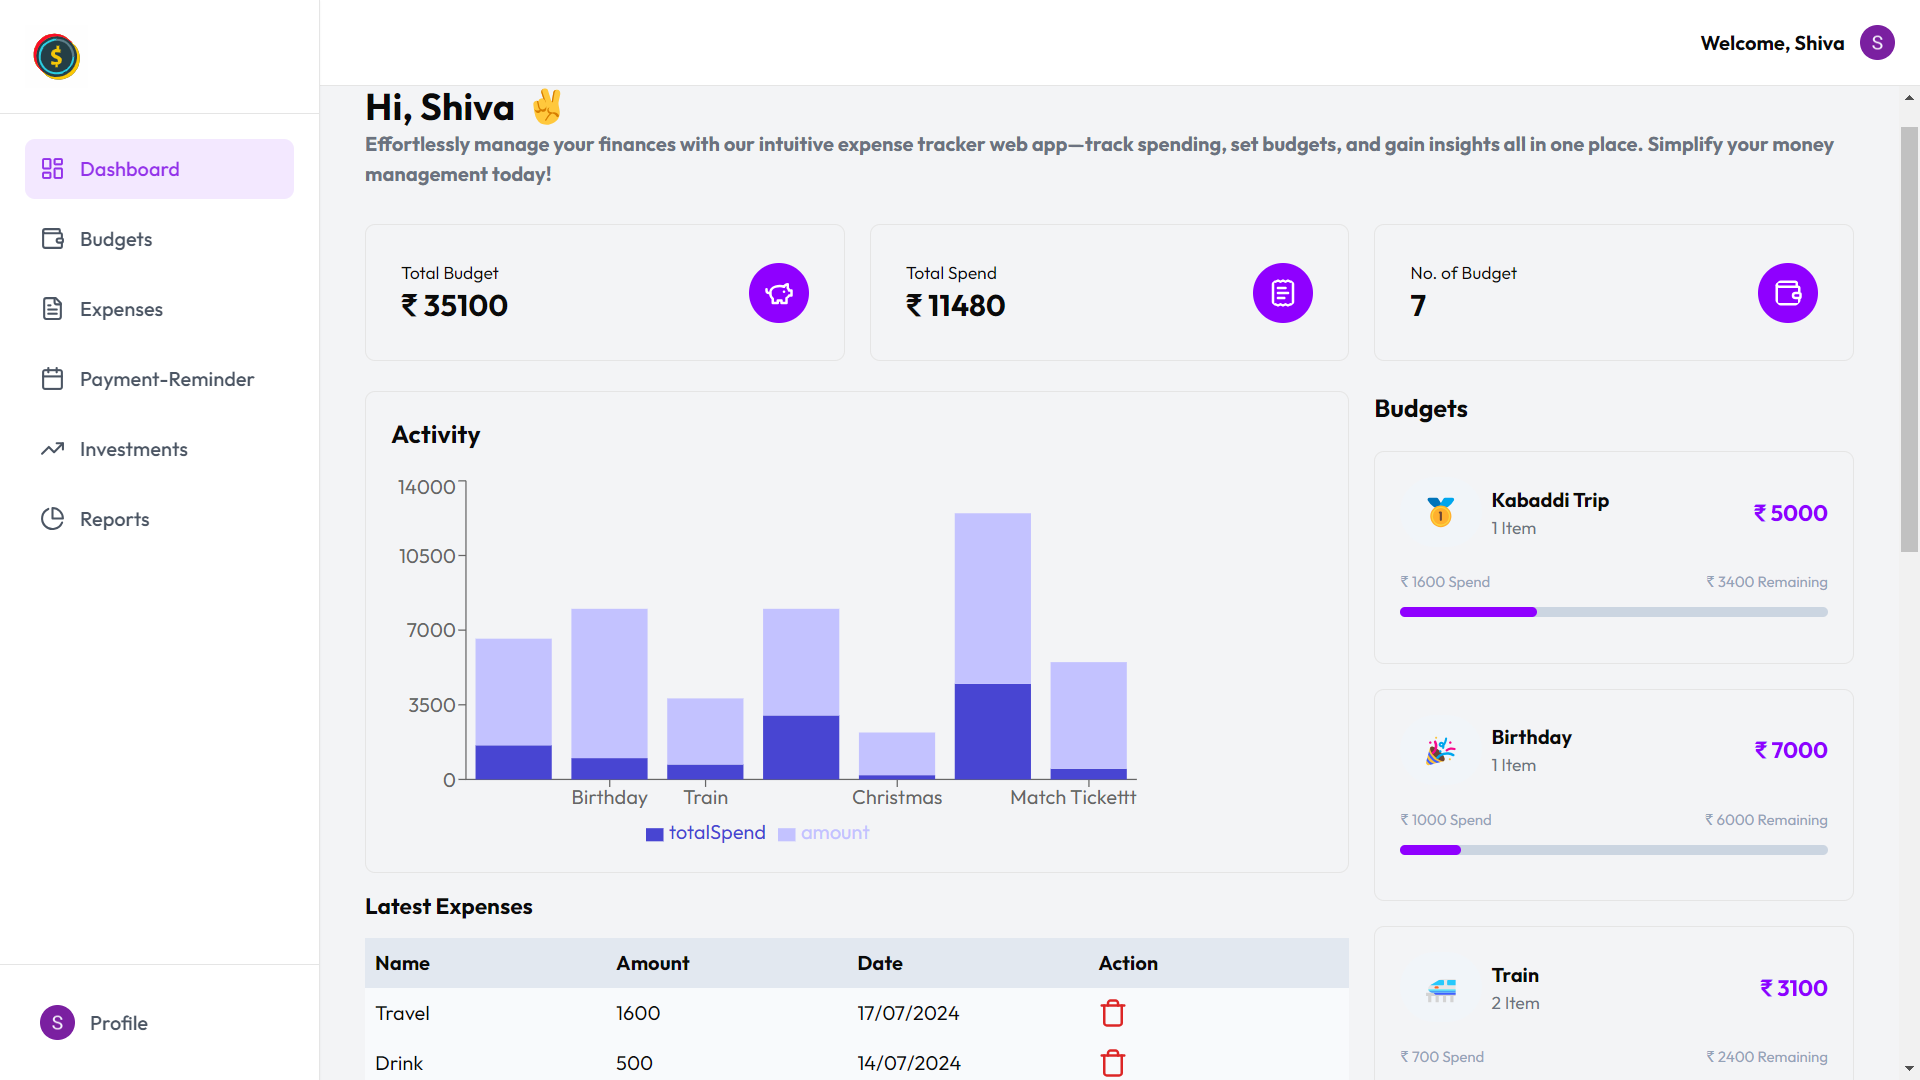 $
Welcome, Shiva
S
Dashboard
Budgets
Expenses
Payment-Reminder
Investments
Reports
S
Profile
Hi, Shiva ✌️
Effortlessly manage your finances with our intuitive expense tracker web app—track spending, set budgets, and gain insights all in one place. Simplify your money
management today!
Total Budget
₹ 35100
Total Spend
₹ 11480
No. of Budget
7
Activity
14000
10500
7000
3500
0
Birthday Train Christmas Match Tickettt
totalSpend amount
Latest Expenses
Name Amount Date Action
Travel 1600 17/07/2024
Drink 500 14/07/2024
Budgets
1
Kabaddi Trip
1 Item
₹ 5000
₹ 1600 Spend ₹ 3400 Remaining
Birthday
1 Item
₹ 7000
₹ 1000 Spend ₹ 6000 Remaining
Train
2 Item
₹ 3100
₹ 700 Spend ₹ 2400 Remaining